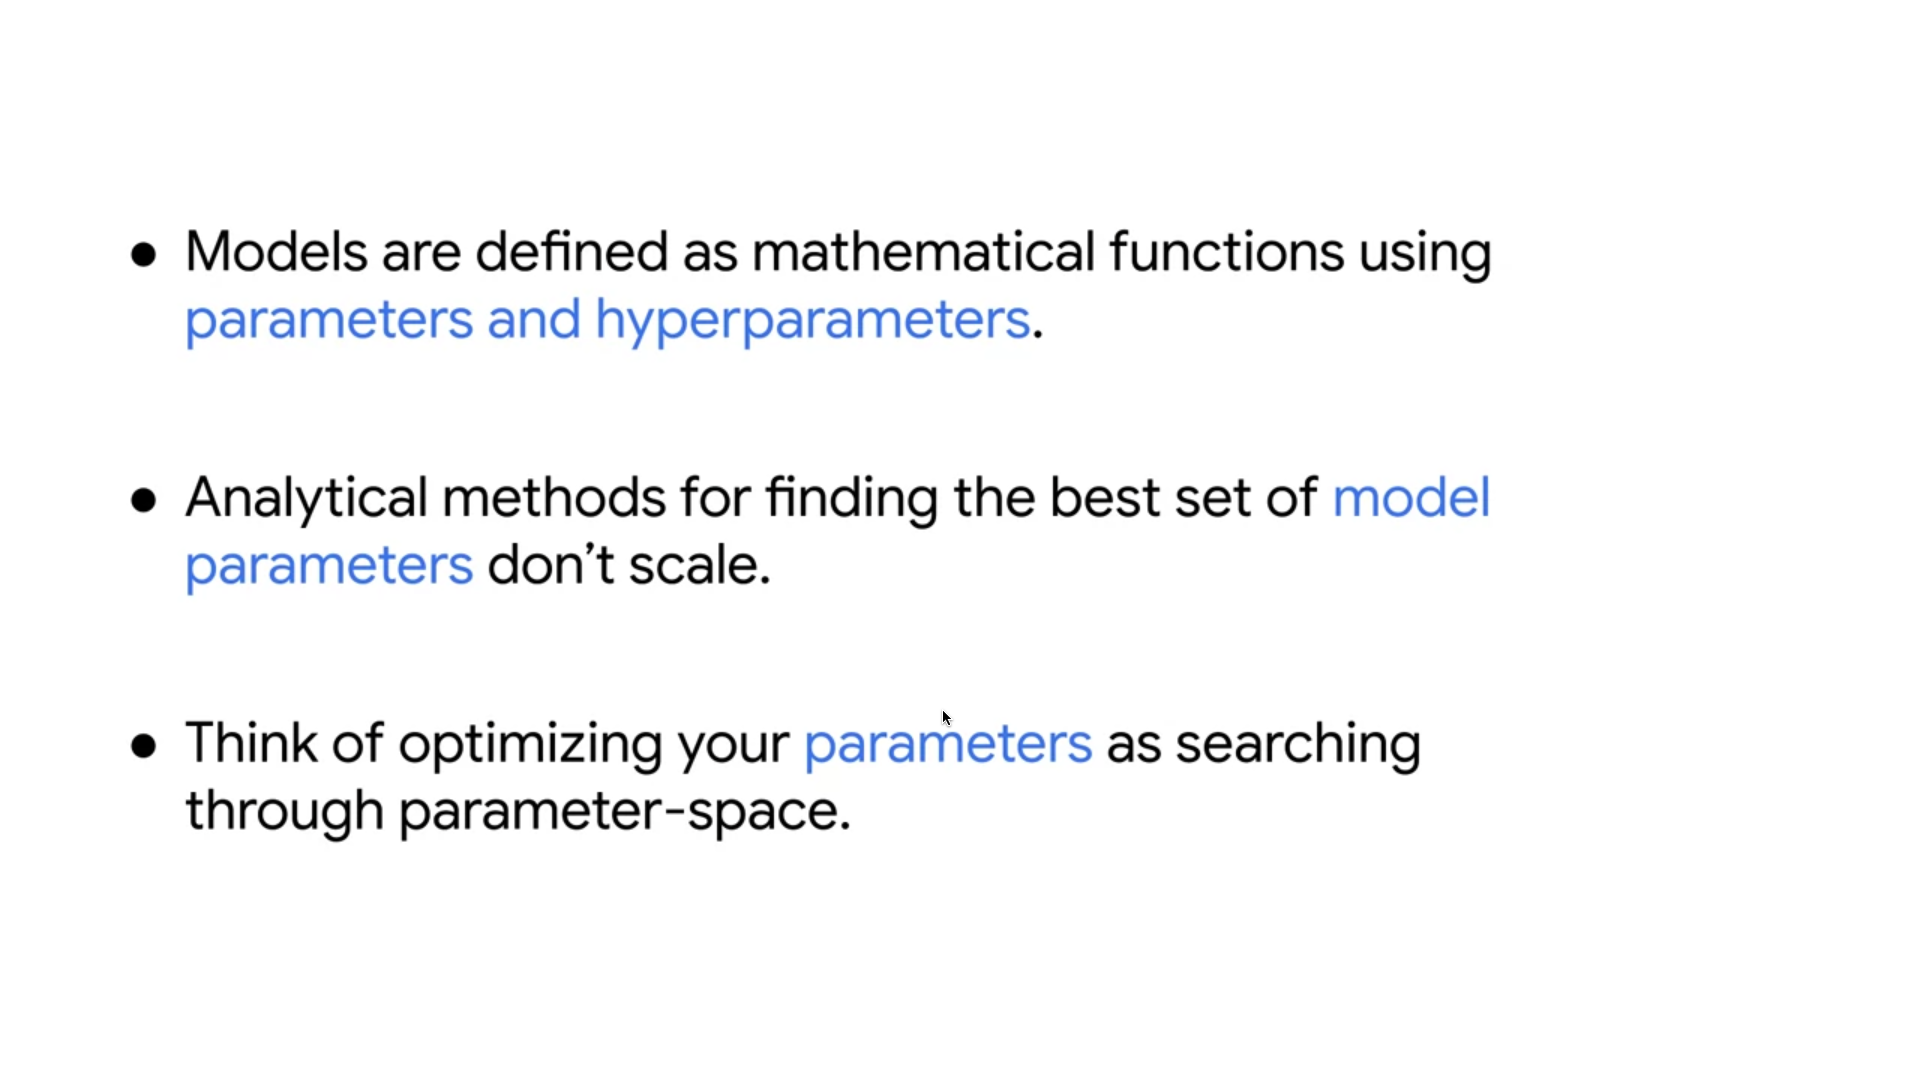 ● Models are defined as mathematical functions using
parameters and hyperparameters.
● Analytical methods for finding the best set of model
parameters don’t scale.
● Think of optimizing your parameters as searching
through parameter-space.